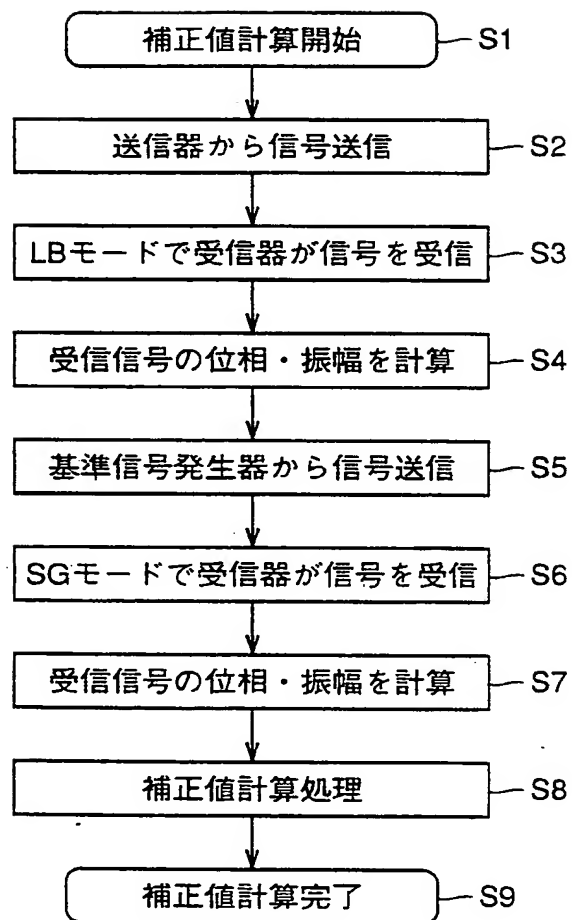 補正値計算開始 S1
送信器から信号送信 S2
LBモードで受信器が信号を受信 S3
受信信号の位相・振幅を計算 S4
基準信号発生器から信号送信 S5
SGモードで受信器が信号を受信 S6
受信信号の位相・振幅を計算 S7
補正値計算処理 S8
補正値計算完了 S9